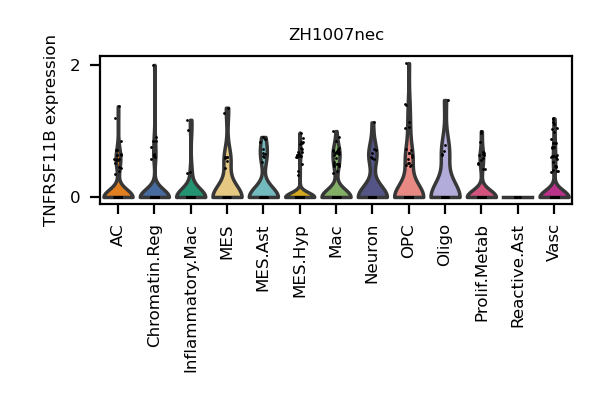 ZH1007nec
TNFRSF11B expression
2
0
AC
Chromatin.Reg
Inflammatory.Mac
MES
MES.Ast
MES.Hyp
Mac
Neuron
OPC
Oligo
Prolif.Metab
Reactive.Ast
Vasc